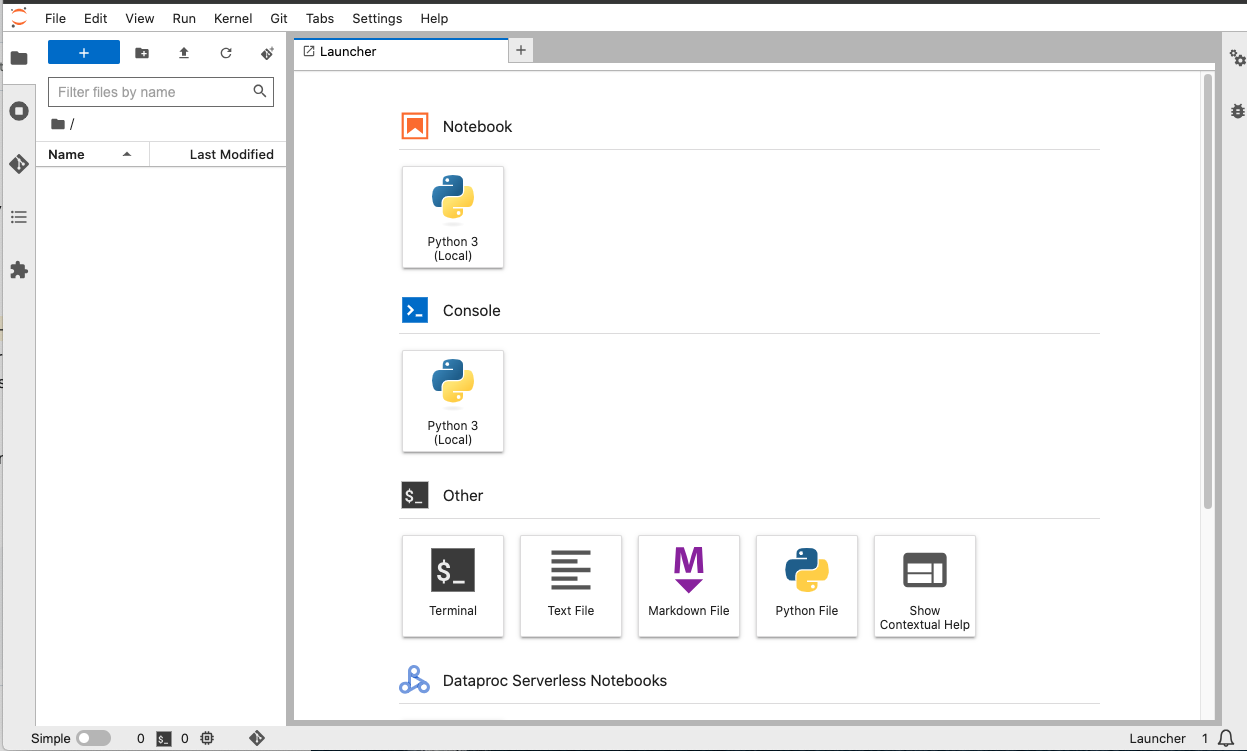 File Edit View Run Kernel Git Tabs Settings Help
+
Launcher
+
Filter files by name
/
Name
Last Modified
Notebook
Python 3
(Local)
Console
Python 3
(Local)
$_ Other
$_
Terminal
Text File
M
Markdown File
Python File
Show
Contextual Help
Dataproc Serverless Notebooks
Simple 0 $_ 0
Launcher 1